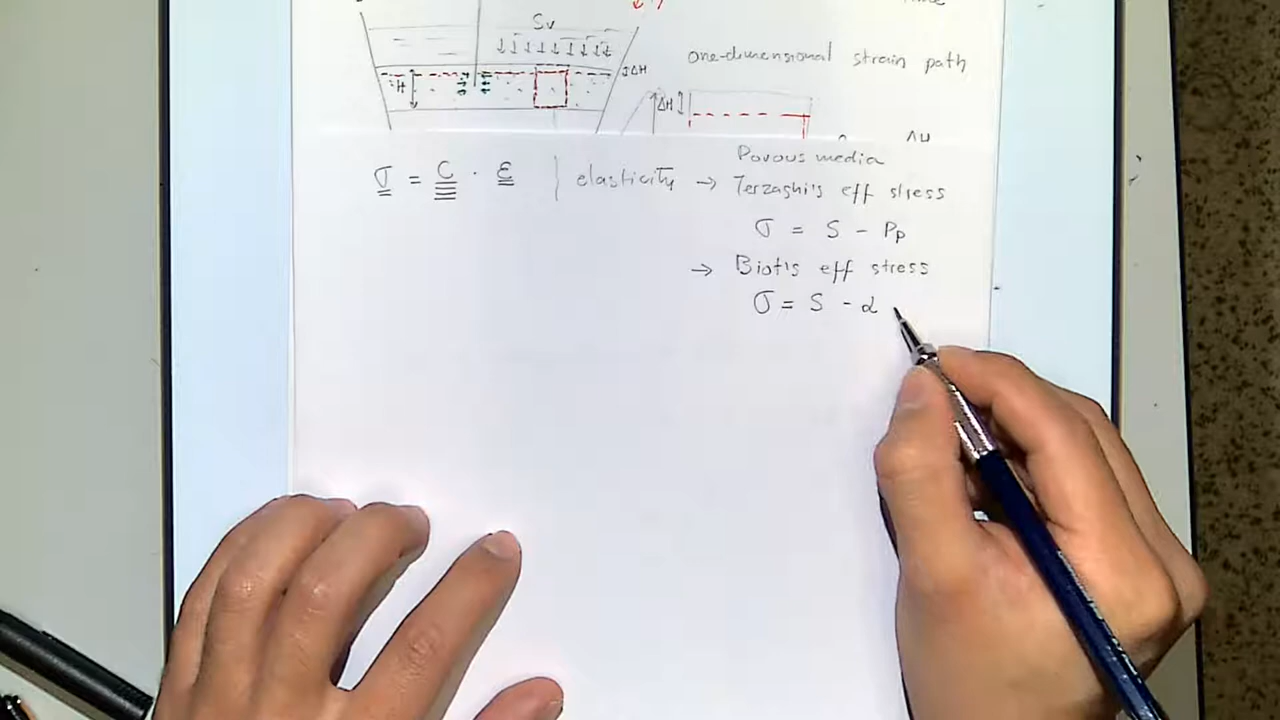 Sv
H
ΔH
one-dimensional strain path
ΔH
ΔH
Porous media
σ = C · ε | elasticity → Terzaghi's eff stress
σ = S - Pp
→ Biot's eff stress
σ = S - α